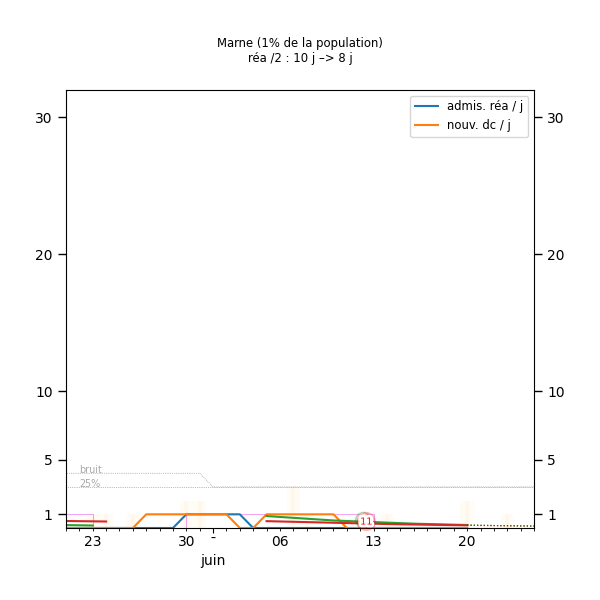 Marne (1% de la population)
réa /2 : 10 j –> 8 j
admis. réa / j
nouv. dc / j
30 30
20 20
10 10
5 5
bruit
25%
1 11 1
23 30 - 06 13 20
juin